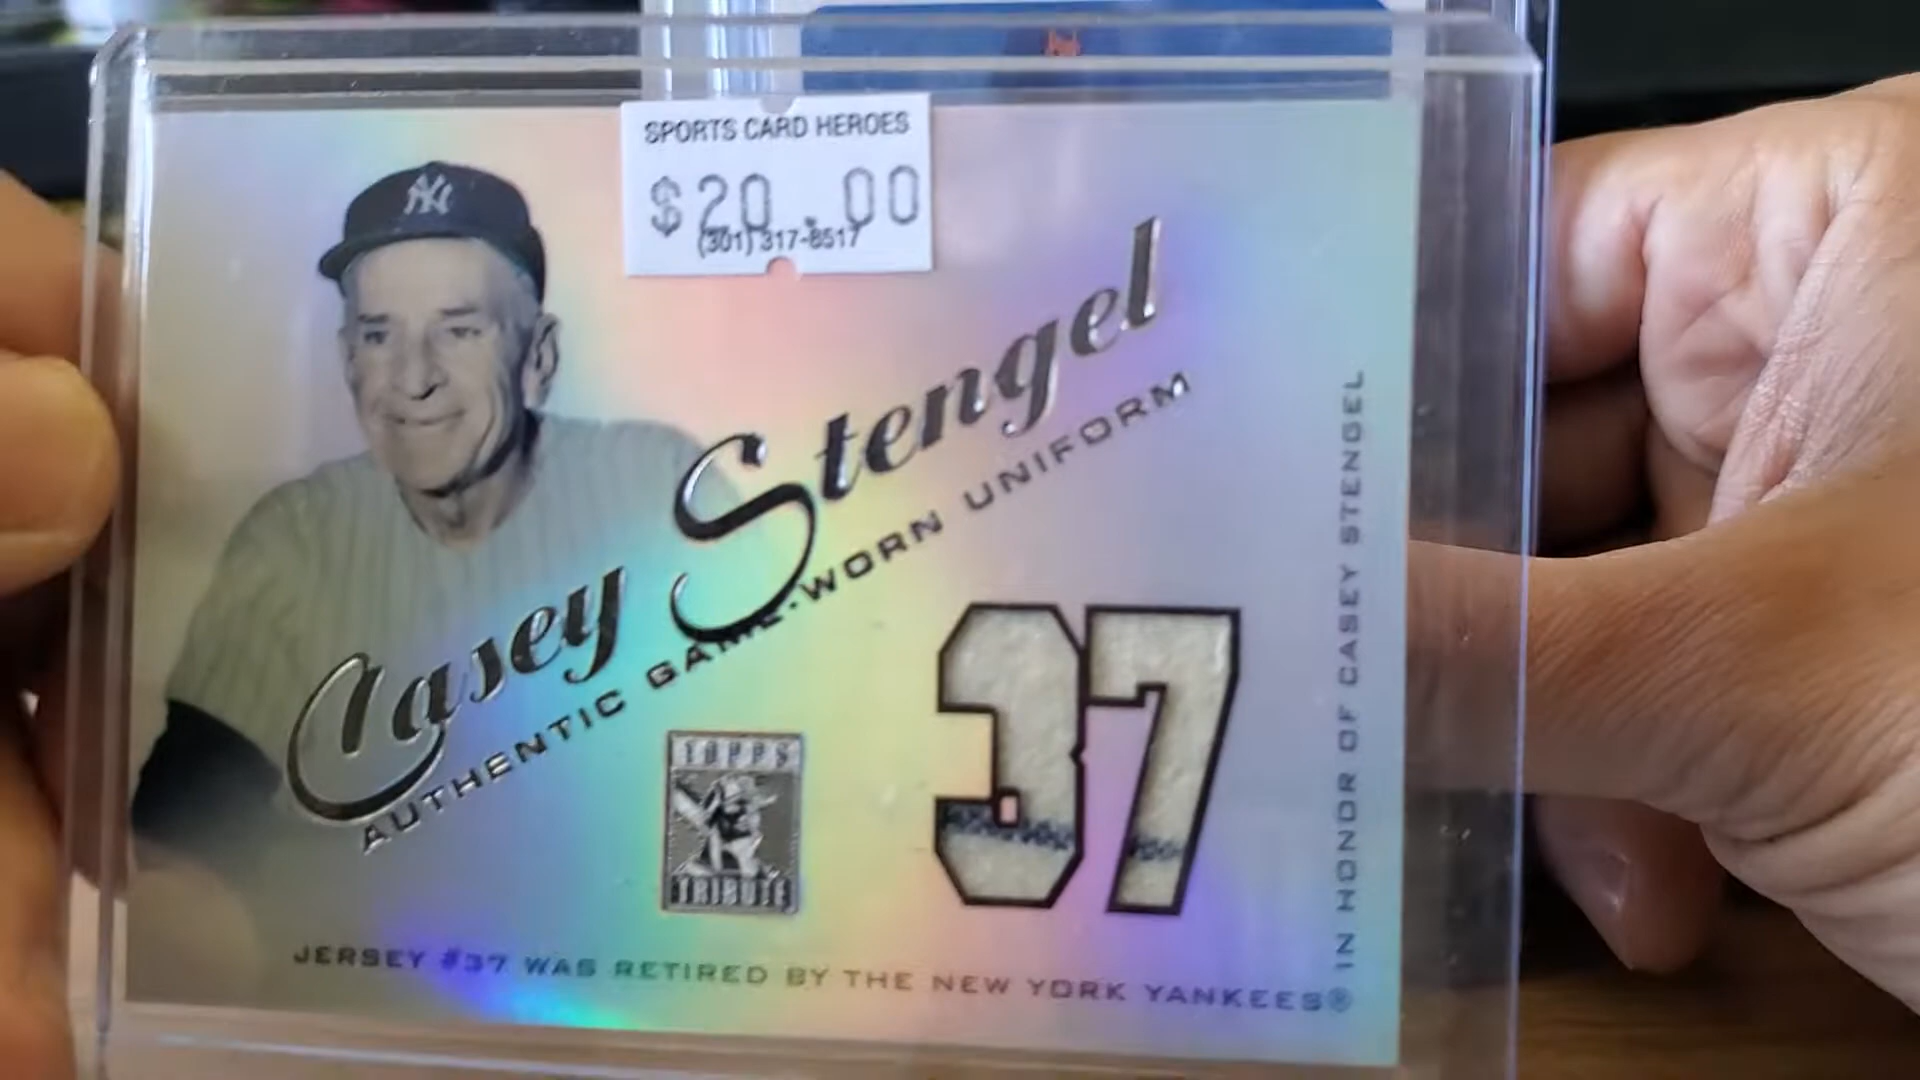 SPORTS CARD HEROES
$20.00
(301) 317-8517
NY
Casey Stengel
AUTHENTIC GAME-WORN UNIFORM
37
TOPPS
TRIBUTE
JERSEY #37 WAS RETIRED BY THE NEW YORK YANKEES®
IN HONOR OF CASEY STENGEL